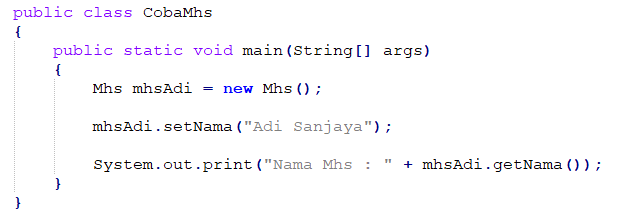 public class CobaMhs
{
public static void main(String[] args)
{
Mhs mhsAdi = new Mhs();
mhsAdi.setNama("Adi Sanjaya");
System.out.print("Nama Mhs : " + mhsAdi.getNama());
}
}